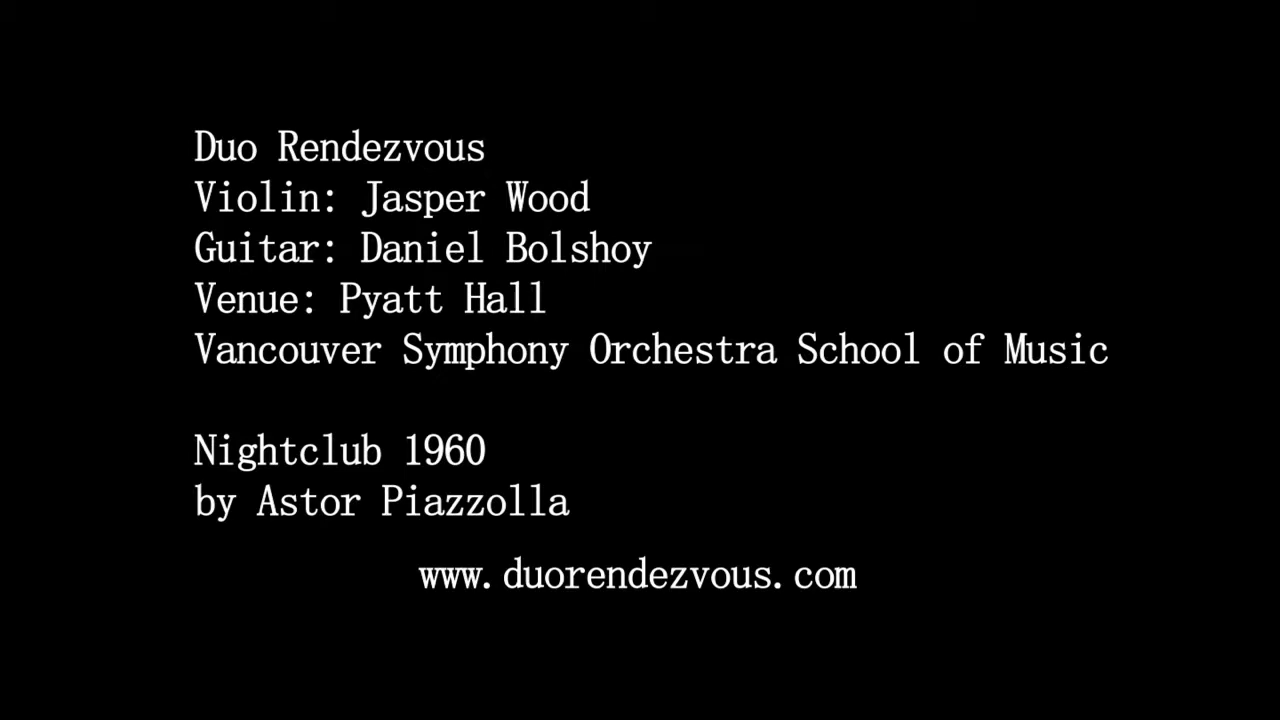 Duo Rendezvous
Violin: Jasper Wood
Guitar: Daniel Bolshoy
Venue: Pyatt Hall
Vancouver Symphony Orchestra School of Music
Nightclub 1960
by Astor Piazzolla
www.duorendezvous.com